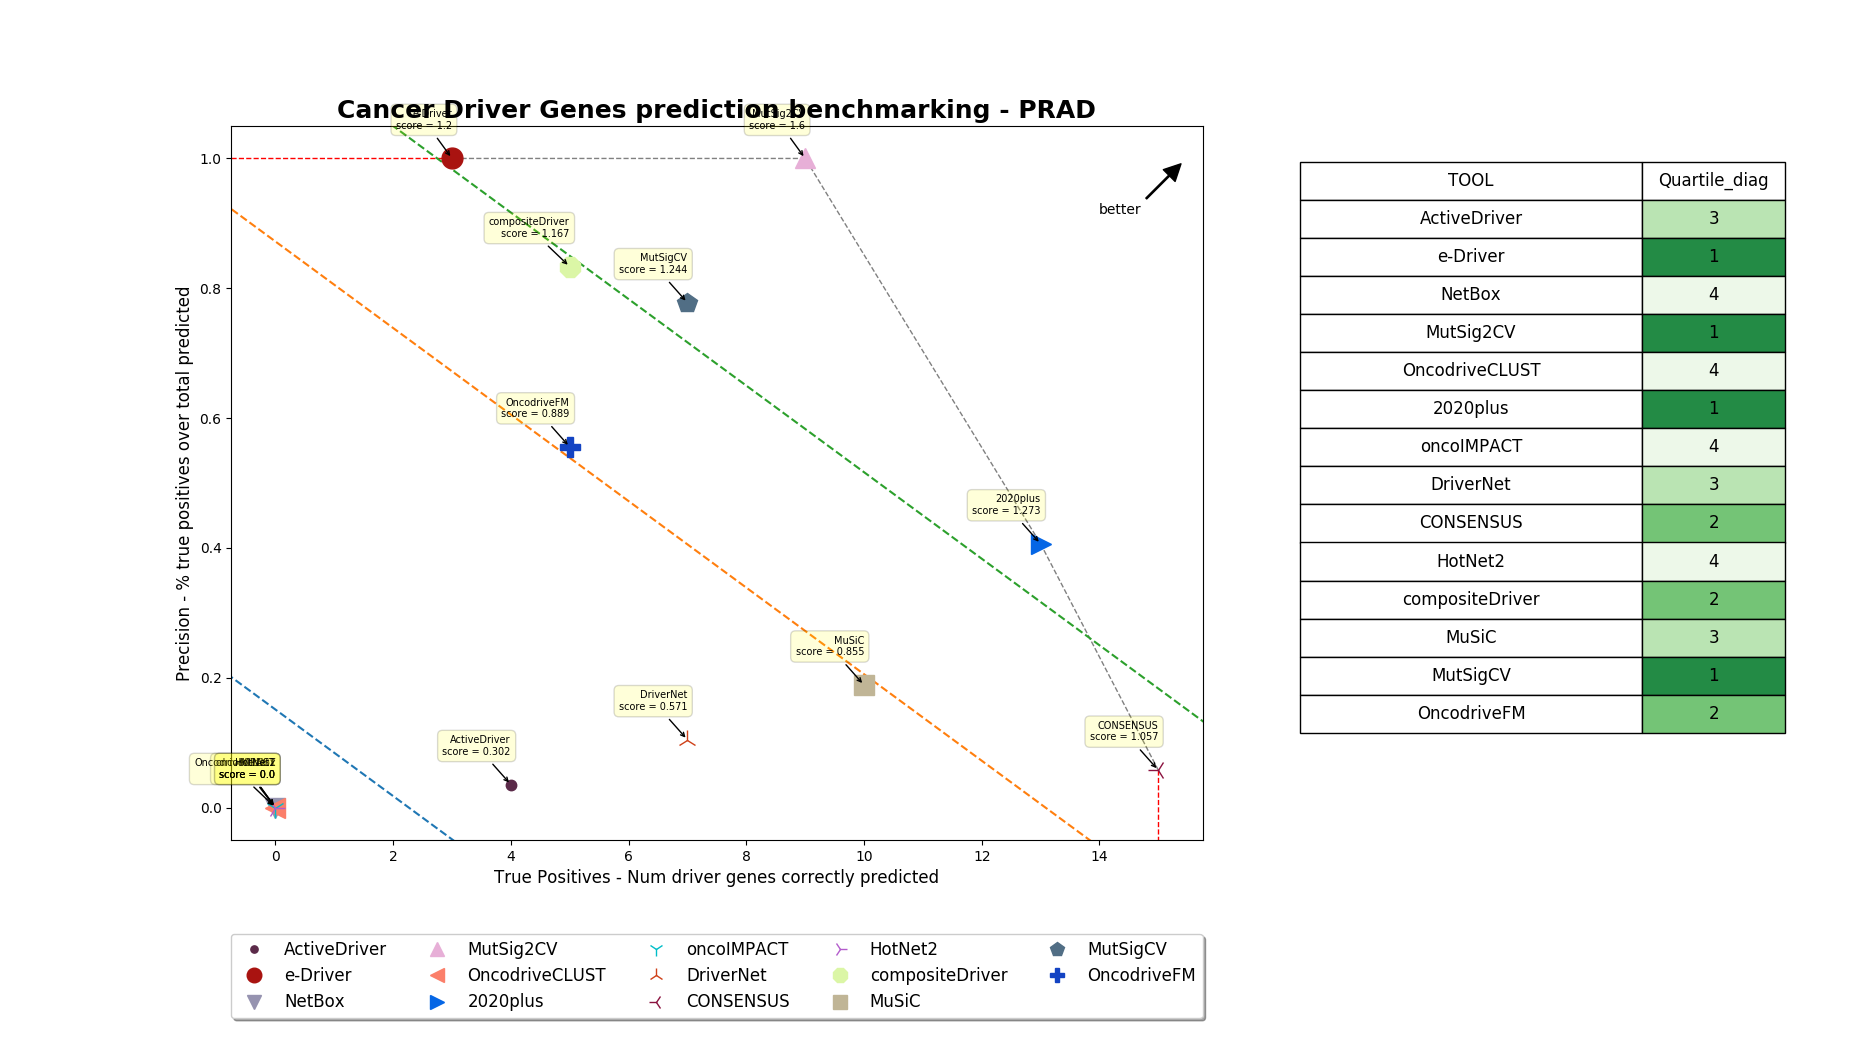 Cancer Driver Genes prediction benchmarking - PRAD
e-Driver
score = 1.2
MutSig2CV
score = 1.6
better
compositeDriver
score = 1.167
MutSigCV
score = 1.244
OncodriveFM
score = 0.889
2020plus
score = 1.273
MuSiC
score = 0.855
DriverNet
score = 0.571
CONSENSUS
score = 1.057
ActiveDriver
score = 0.302
score = 0.0
Precision - % true positives over total predicted
1.0
0.8
0.6
0.4
0.2
0.0
0 2 4 6 8 10 12 14
True Positives - Num driver genes correctly predicted
ActiveDriver MutSig2CV oncoIMPACT HotNet2 MutSigCV
e-Driver OncodriveCLUST DriverNet compositeDriver OncodriveFM
NetBox 2020plus CONSENSUS MuSiC
TOOL Quartile_diag
ActiveDriver 3
e-Driver 1
NetBox 4
MutSig2CV 1
OncodriveCLUST 4
2020plus 1
oncoIMPACT 4
DriverNet 3
CONSENSUS 2
HotNet2 4
compositeDriver 2
MuSiC 3
MutSigCV 1
OncodriveFM 2